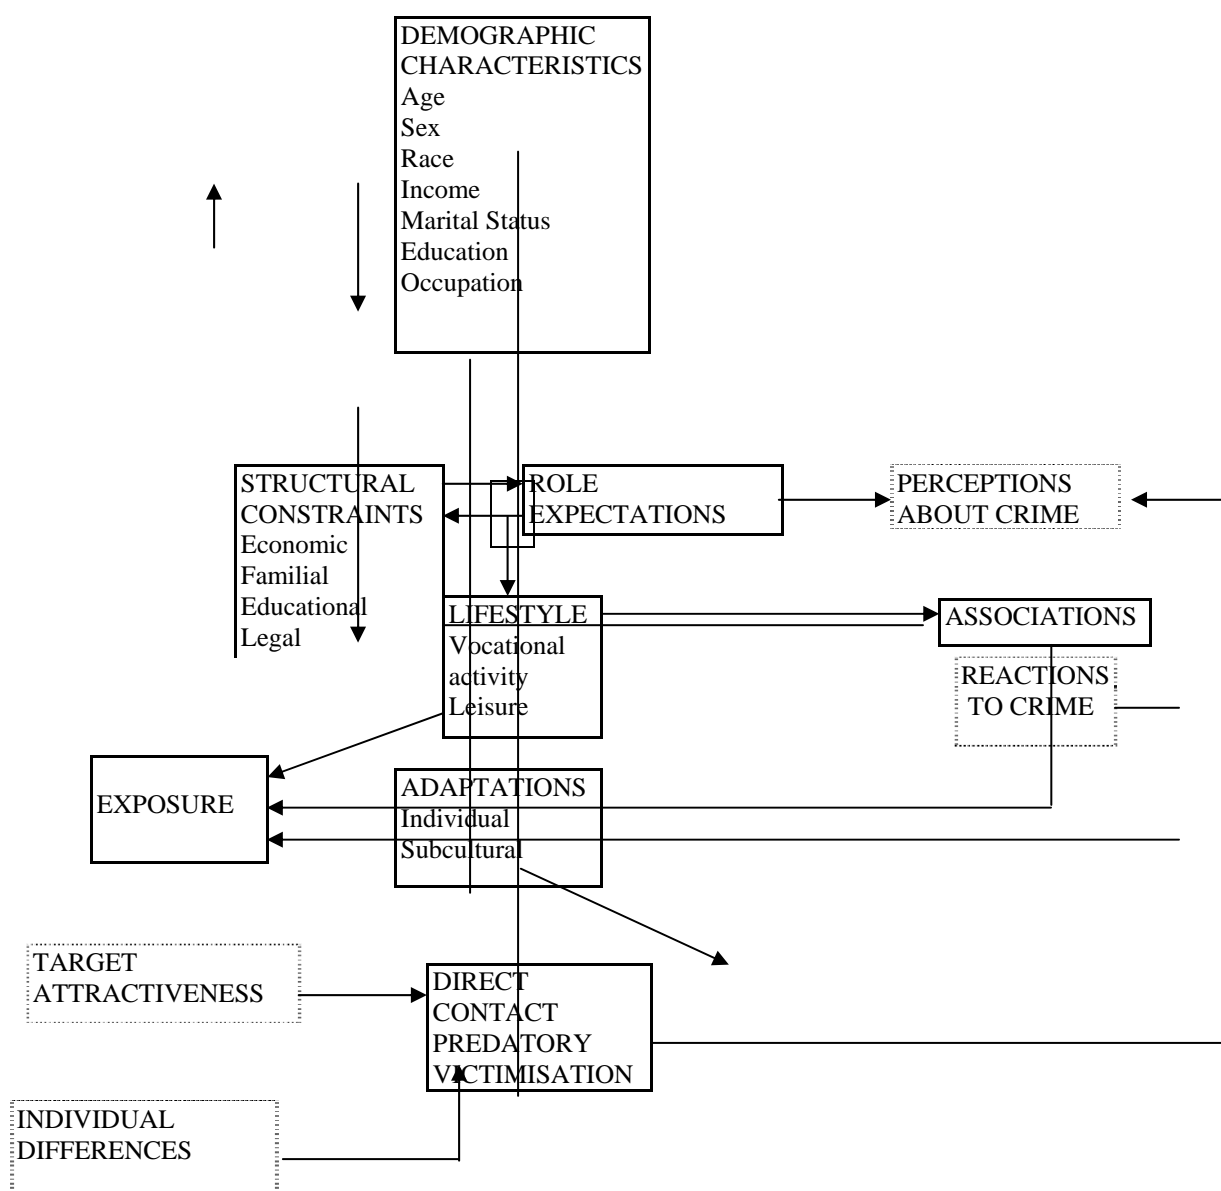 DEMOGRAPHIC
CHARACTERISTICS
Age
Sex
Race
Income
Marital Status
Education
Occupation
STRUCTURAL
CONSTRAINTS
Economic
Familial
Educational
Legal
ROLE
EXPECTATIONS
PERCEPTIONS
ABOUT CRIME
LIFESTYLE
Vocational
activity
Leisure
ASSOCIATIONS
REACTIONS
TO CRIME
EXPOSURE
ADAPTATIONS
Individual
Subcultural
TARGET
ATTRACTIVENESS
DIRECT
CONTACT
PREDATORY
VICTIMISATION
INDIVIDUAL
DIFFERENCES